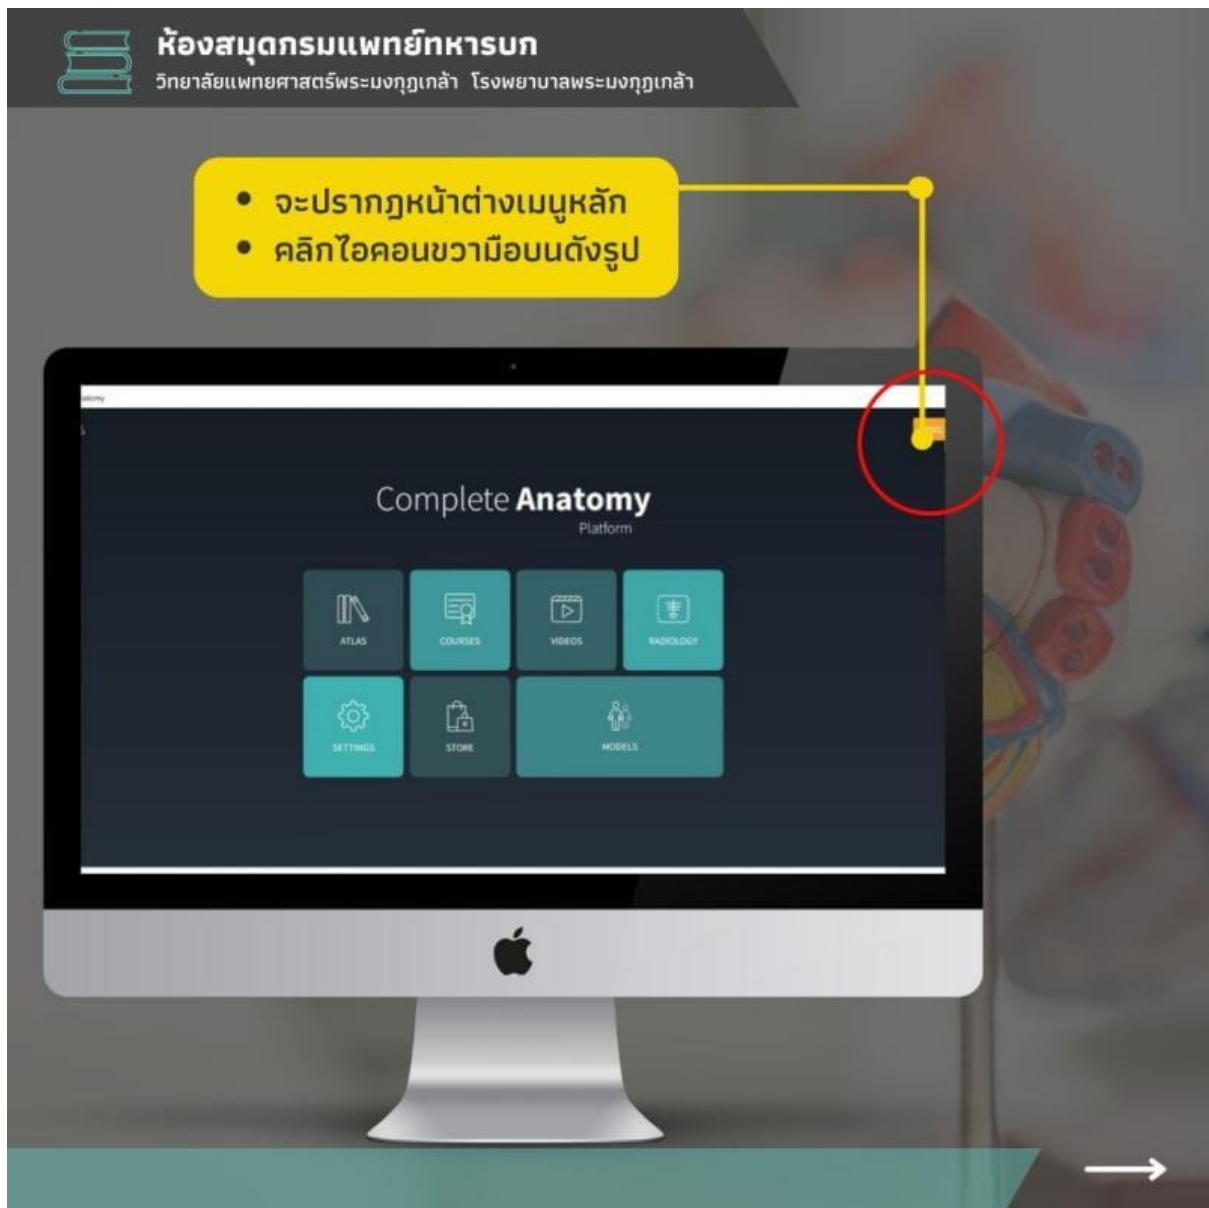 ห้องสมุดกรมแพทย์ทหารบก
วิทยาลัยแพทยศาสตร์พระมงกุฎเกล้า โรงพยาบาลพระมงกุฎเกล้า
• จะปรากฎหน้าต่างเมนูหลัก
• คลิกไอคอนขวามือบนดังรูป
Complete Anatomy
Platform
ATLAS
COURSES
VIDEOS
RADIOLOGY
SETTINGS
STORE
MODELS